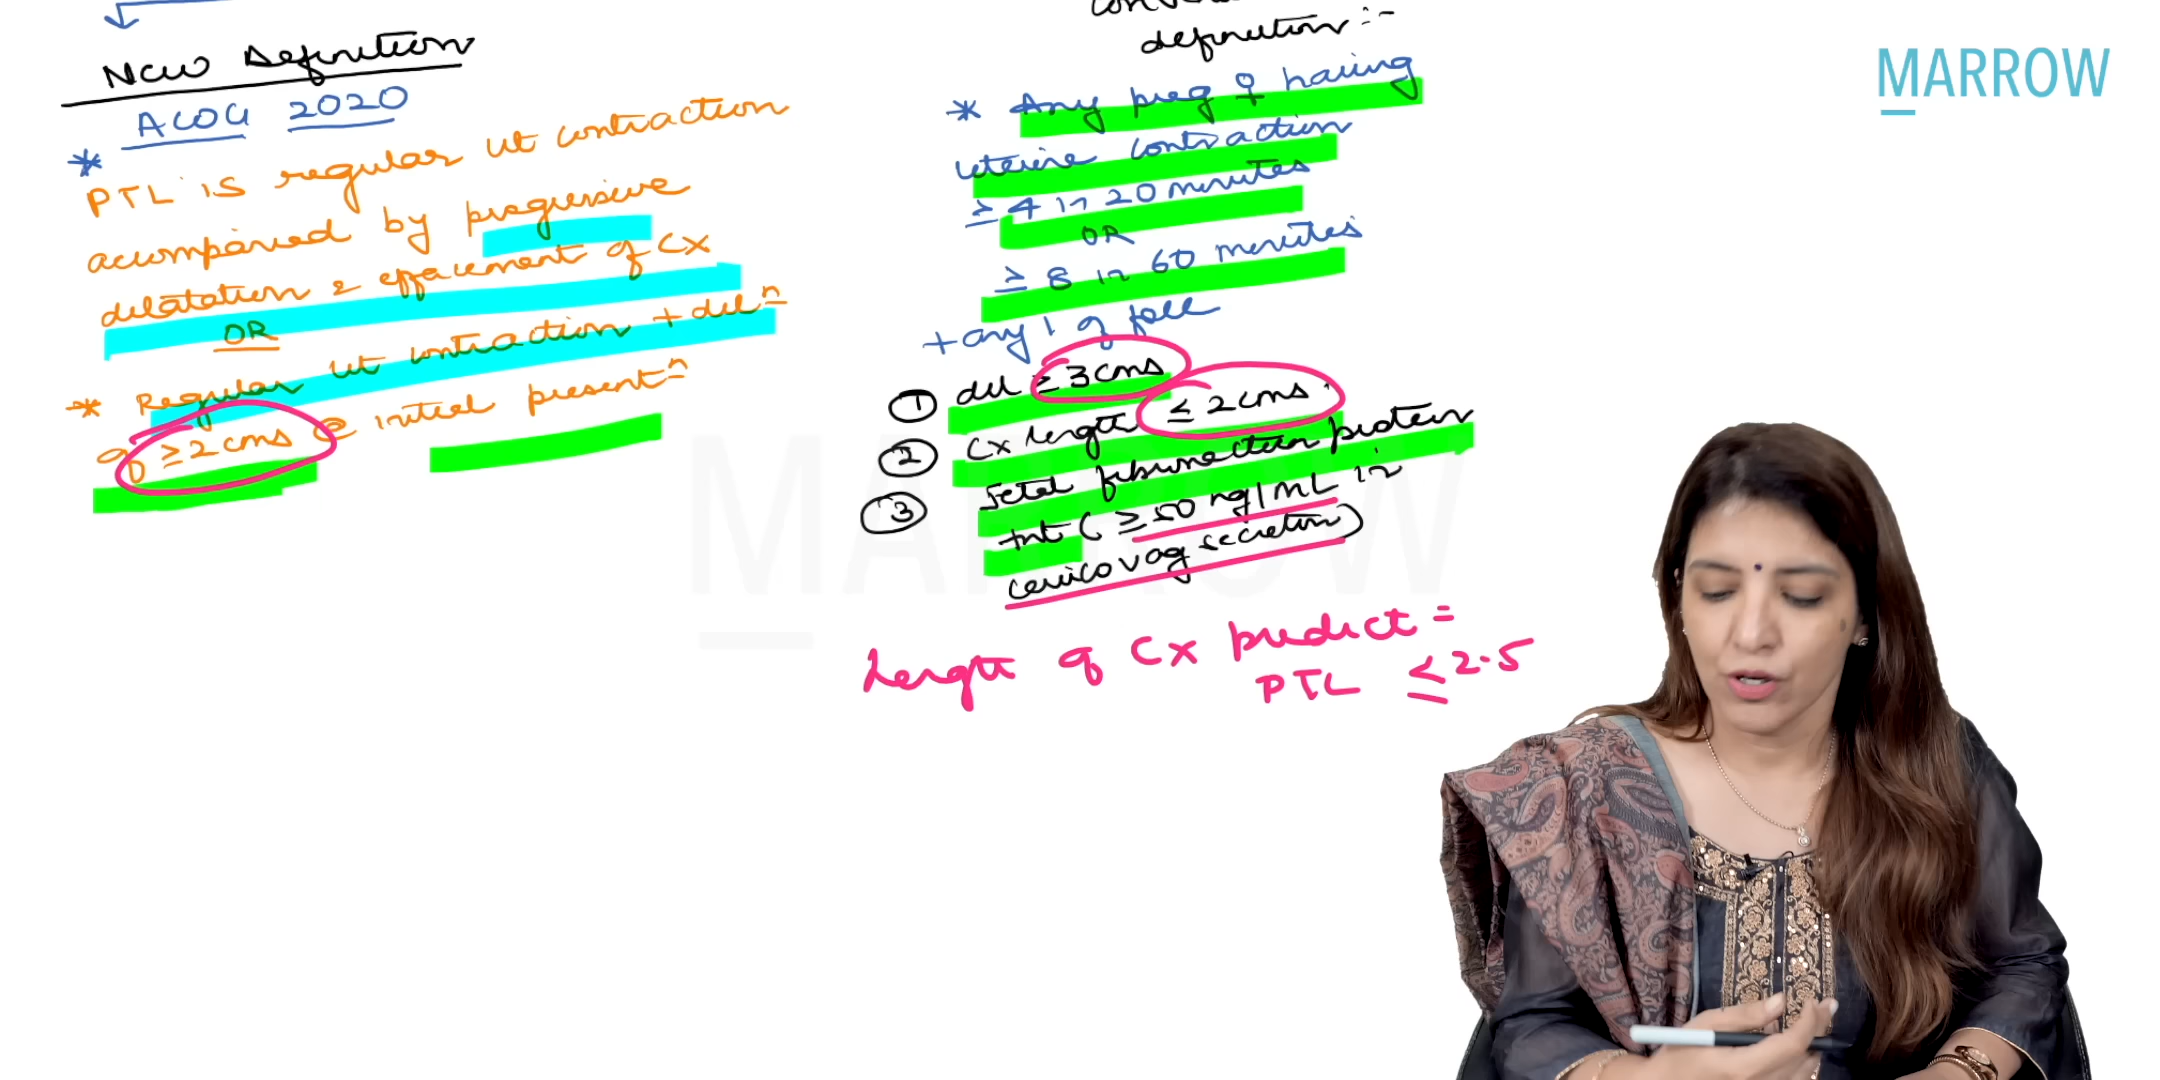 New Definition
ACOG 2020
* PTL is regular ut contraction
accompanied by progressive
dilatation & effacement of Cx
OR
* Regular ut contraction + dilⁿ
of ≥2 cms @ initial presentⁿ
definition:-
* Any preg ♀ having
uterine contraction
≥ 4 in 20 minutes
OR
≥ 8 in 60 minutes
+ any 1 of foll
① dil ≥ 3 cms
② Cx length ≤ 2 cms
③ fetal fibronectin protein
+nt ( ≥ 50 ng/mL in
cervicovag secretion)
Length of Cx predict =
PTL ≤ 2.5
MARROW
MARROW